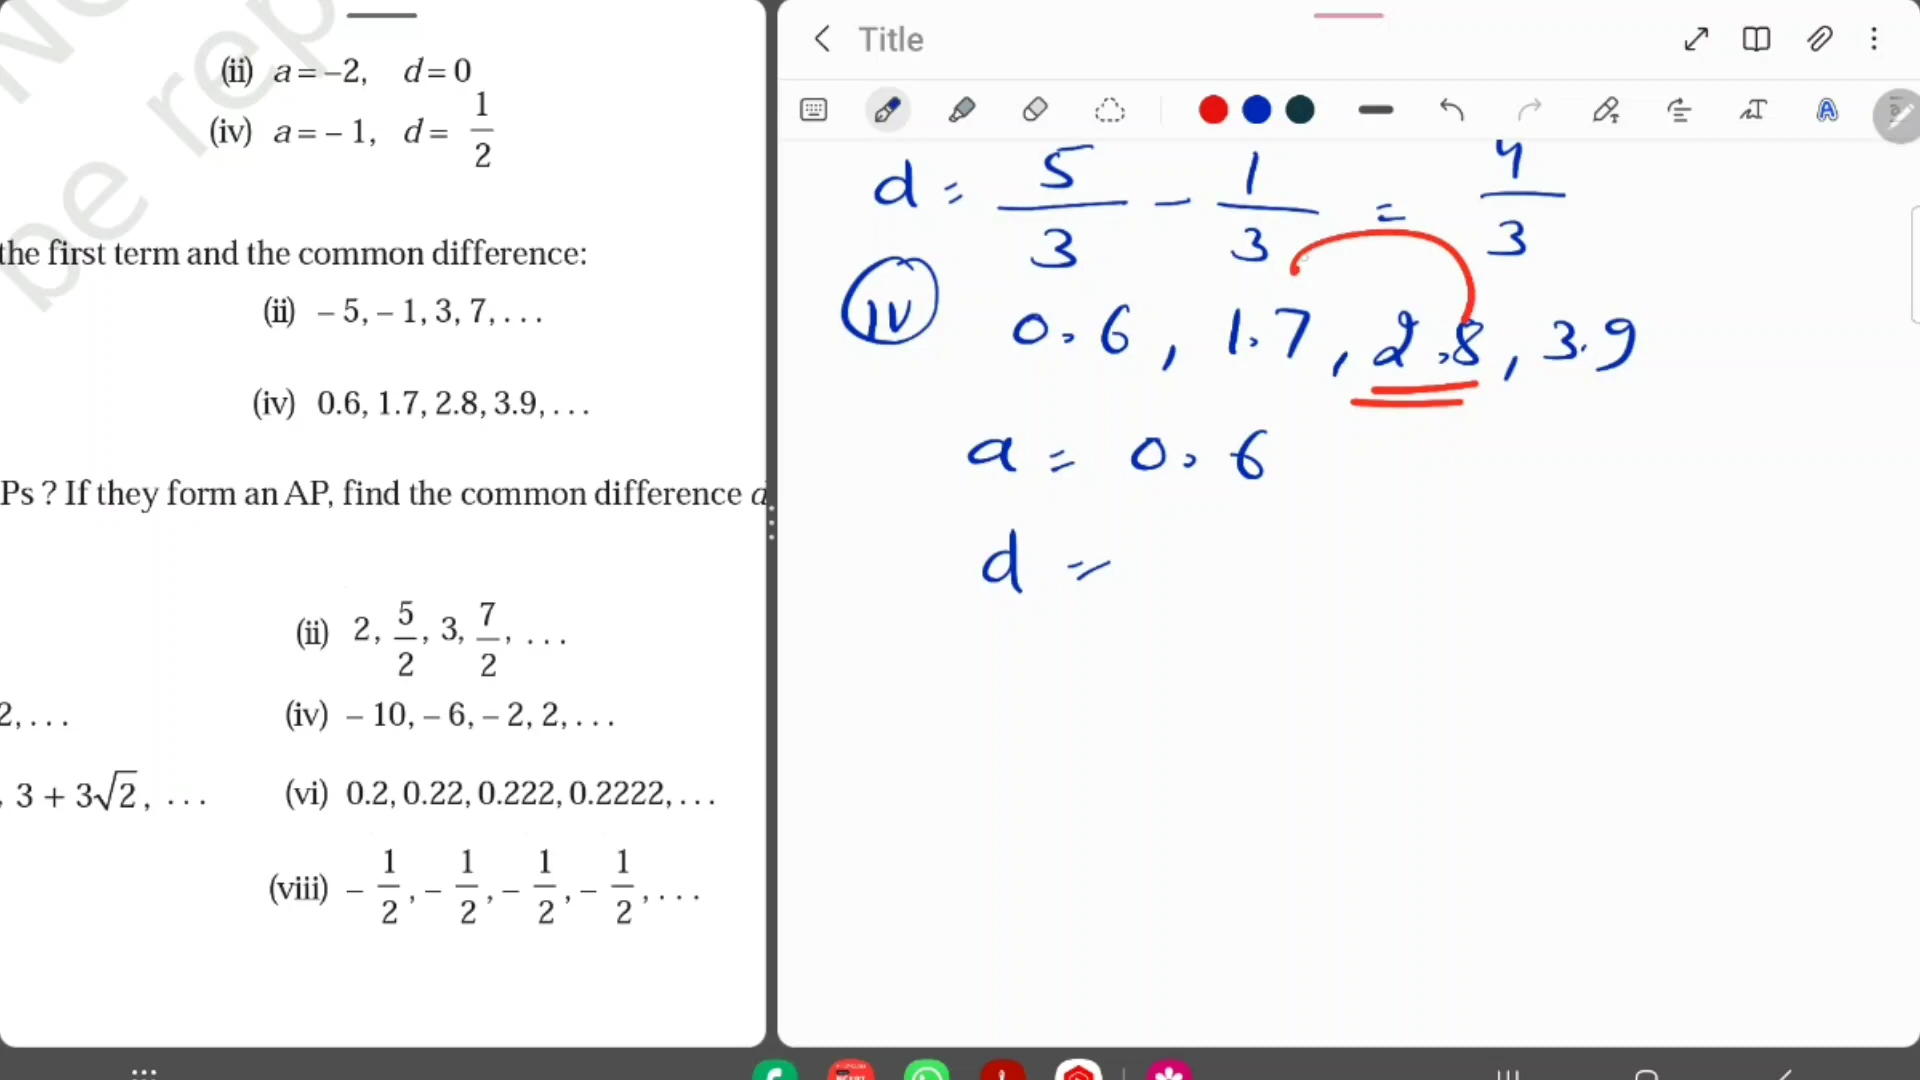 (ii) a = –2, d = 0
(iv) a = – 1, d = 1/2
the first term and the common difference:
(ii) – 5, – 1, 3, 7, . . .
(iv) 0.6, 1.7, 2.8, 3.9, . . .
Ps ? If they form an AP, find the common difference d
(ii) 2, 5/2, 3, 7/2, . . .
2, . . .
(iv) – 10, – 6, – 2, 2, . . .
, 3 + 3√2, . . .
(vi) 0.2, 0.22, 0.222, 0.2222, . . .
(viii) – 1/2, – 1/2, – 1/2, – 1/2, . . .
be rep
Title
d = 5/3 - 1/3 = 4/3
iv 0.6, 1.7, 2.8, 3.9
a = 0.6
d =